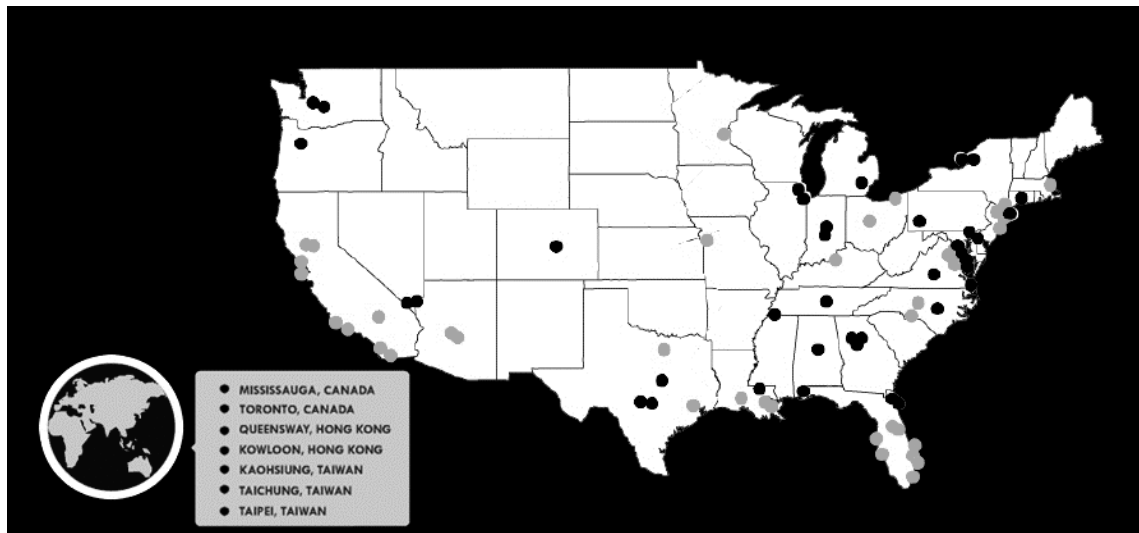 MISSISSAUGA, CANADA
TORONTO, CANADA
QUEENSWAY, HONG KONG
KOWLOON, HONG KONG
KAOHSIUNG, TAIWAN
TAICHUNG, TAIWAN
TAIPEI, TAIWAN